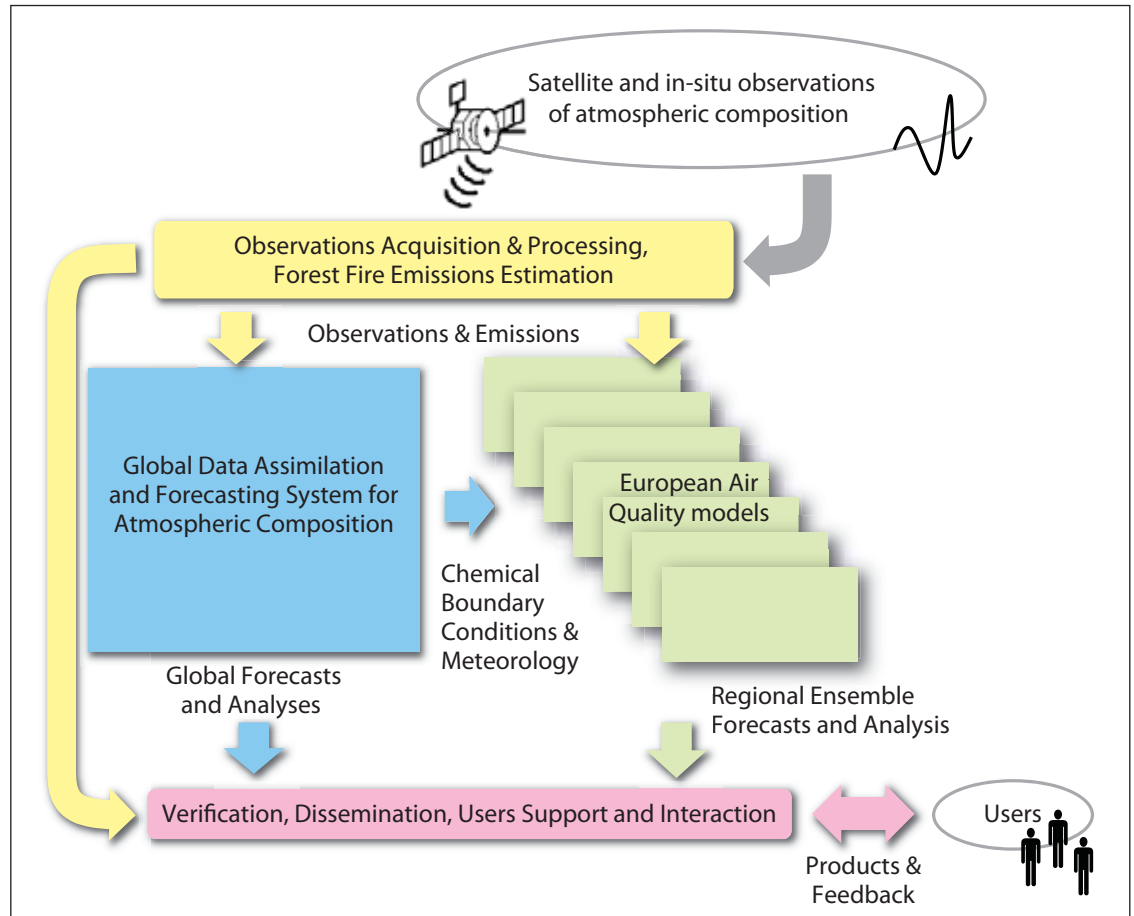 Satellite and in-situ observations
of atmospheric composition
Observations Acquisition & Processing,
Forest Fire Emissions Estimation
Observations & Emissions
Global Data Assimilation
and Forecasting System for
Atmospheric Composition
European Air
Quality models
Chemical
Boundary
Conditions &
Meteorology
Global Forecasts
and Analyses
Regional Ensemble
Forecasts and Analysis
Verification, Dissemination, Users Support and Interaction
Users
Products &
Feedback